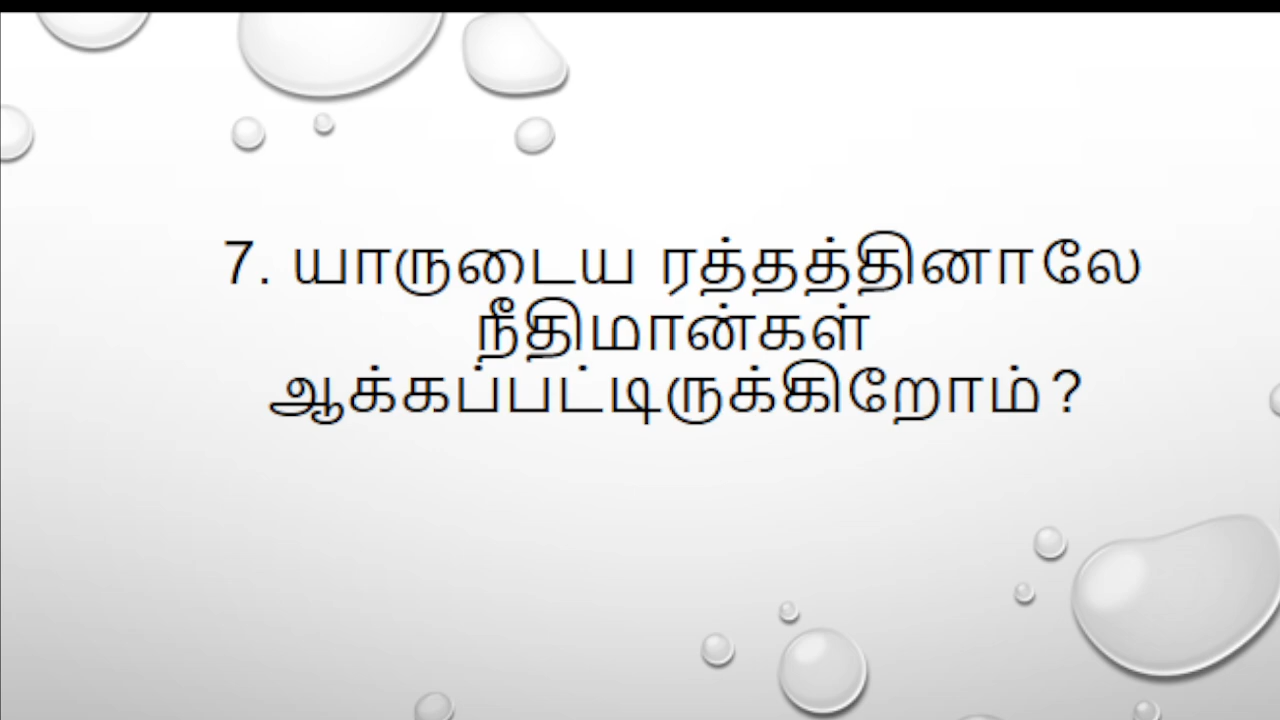 7. யாருடைய ரத்தத்தினாலே
நீதிமான்கள்
ஆக்கப்பட்டிருக்கிறோம்?